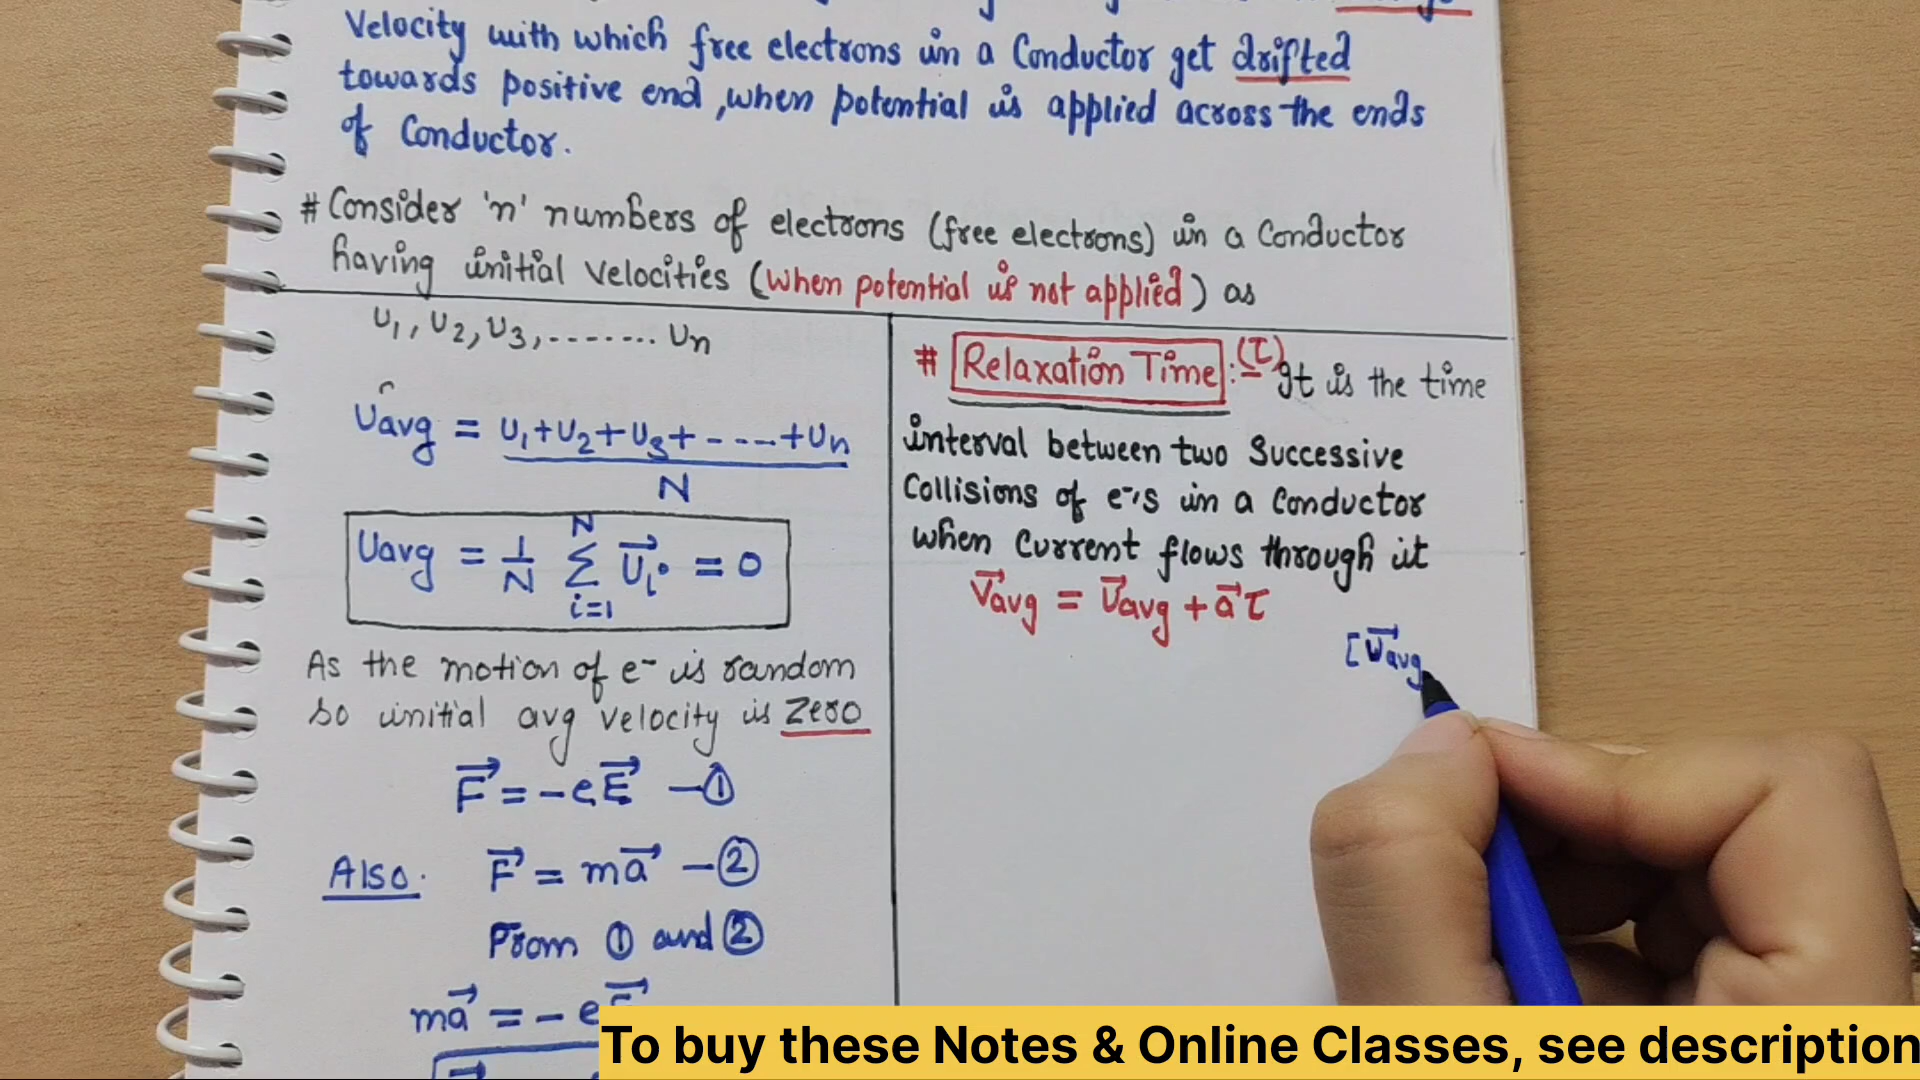 Velocity with which free electrons in a Conductor get drifted
towards positive end, when potential is applied across the ends
of Conductor.
# Consider 'n' numbers of electrons (free electrons) in a Conductor
having initial Velocities (when potential is not applied) as
U₁, U₂, U₃, ....... Un
Uavg = U₁+U₂+U₃+ ---- +Un
N
Uavg = 1/N N Σ i=1 U⃗i = 0
As the motion of e⁻ is random
so initial avg velocity is Zero
F⃗ = -eE⃗ -①
Also. F⃗ = ma⃗ -②
From ① and ②
ma⃗ = - e
# Relaxation Time :- (τ) It is the time
interval between two Successive
Collisions of e⁻'s in a Conductor
when Current flows through it
V⃗avg = U⃗avg + a⃗ τ
[U⃗avg
To buy these Notes & Online Classes, see description